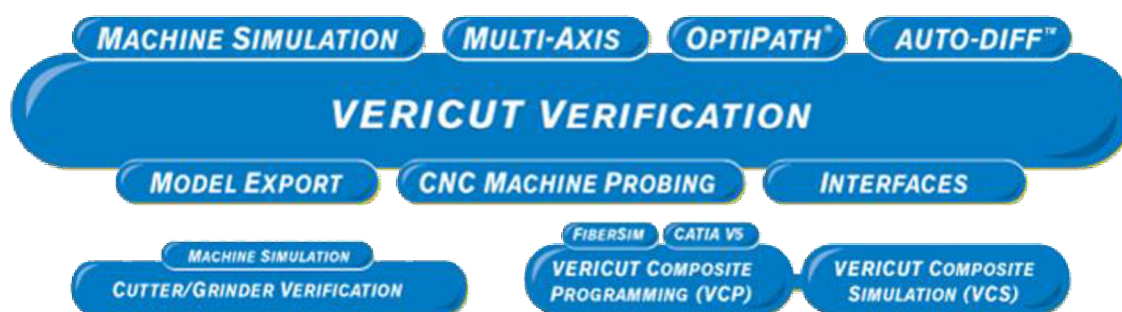 MACHINE SIMULATION
MULTI-AXIS
OPTIPATH®
AUTO-DIFF™
VERICUT VERIFICATION
MODEL EXPORT
CNC MACHINE PROBING
INTERFACES
MACHINE SIMULATION
CUTTER/GRINDER VERIFICATION
FIBERSIM
CATIA V5
VERICUT COMPOSITE
PROGRAMMING (VCP)
VERICUT COMPOSITE
SIMULATION (VCS)